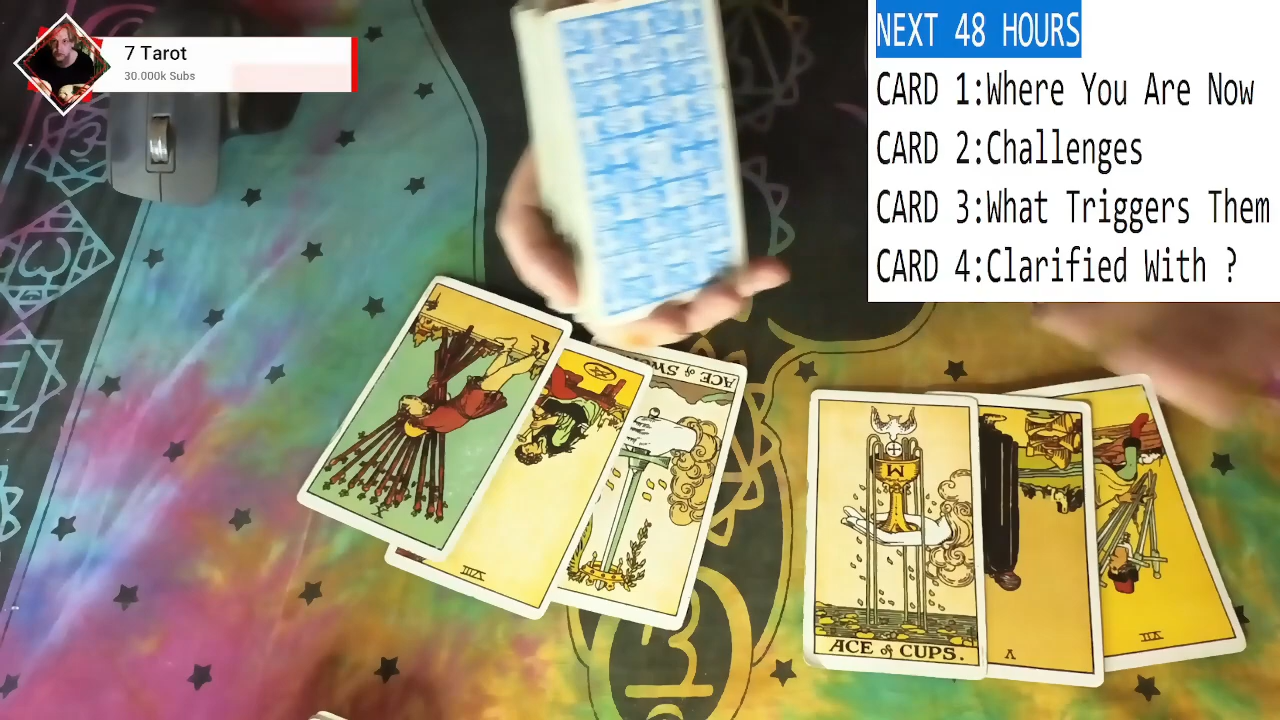 7 Tarot
30.000k Subs
NEXT 48 HOURS
CARD 1:Where You Are Now
CARD 2:Challenges
CARD 3:What Triggers Them
CARD 4:Clarified With ?
ACE of SW
X
VIII
ACE of CUPS.
V
VII